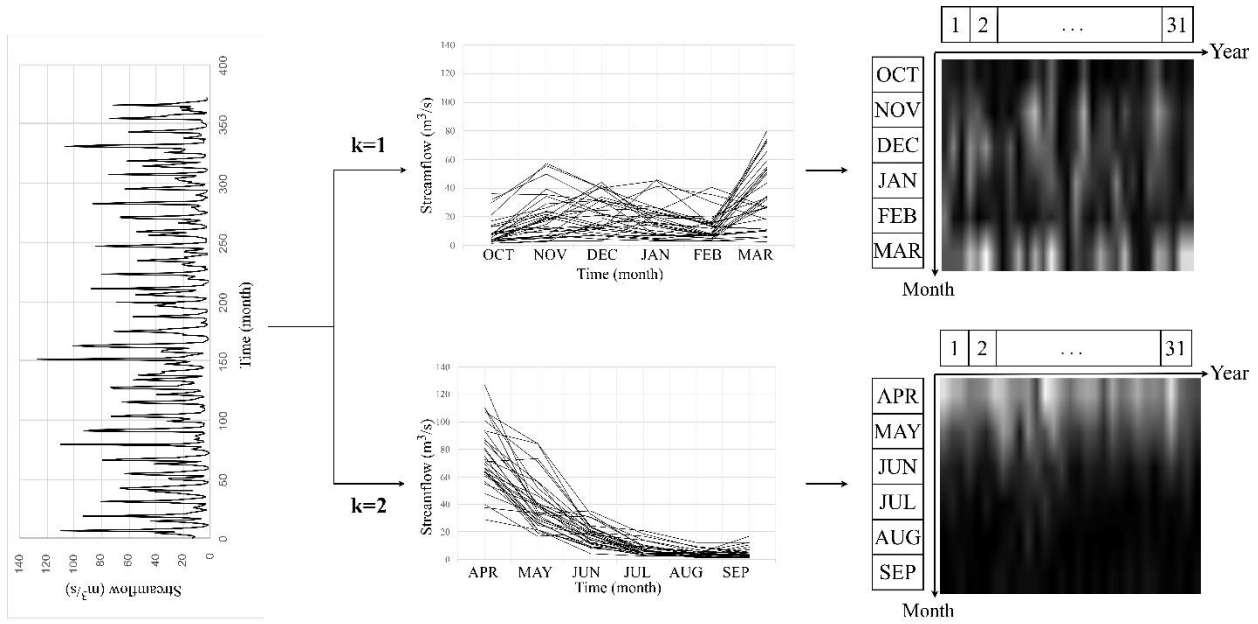 140
120
100
80
60
40
20
0
Streamflow (m³/s)
0
50
100
150
200
250
300
350
400
Time (month)
k=1
k=2
140
120
100
80
60
40
20
0
Streamflow (m³/s)
OCT NOV DEC JAN FEB MAR
Time (month)
140
120
100
80
60
40
20
0
Streamflow (m³/s)
APR MAY JUN JUL AUG SEP
Time (month)
1 2 ... 31
Year
OCT
NOV
DEC
JAN
FEB
MAR
Month
1 2 ... 31
Year
APR
MAY
JUN
JUL
AUG
SEP
Month